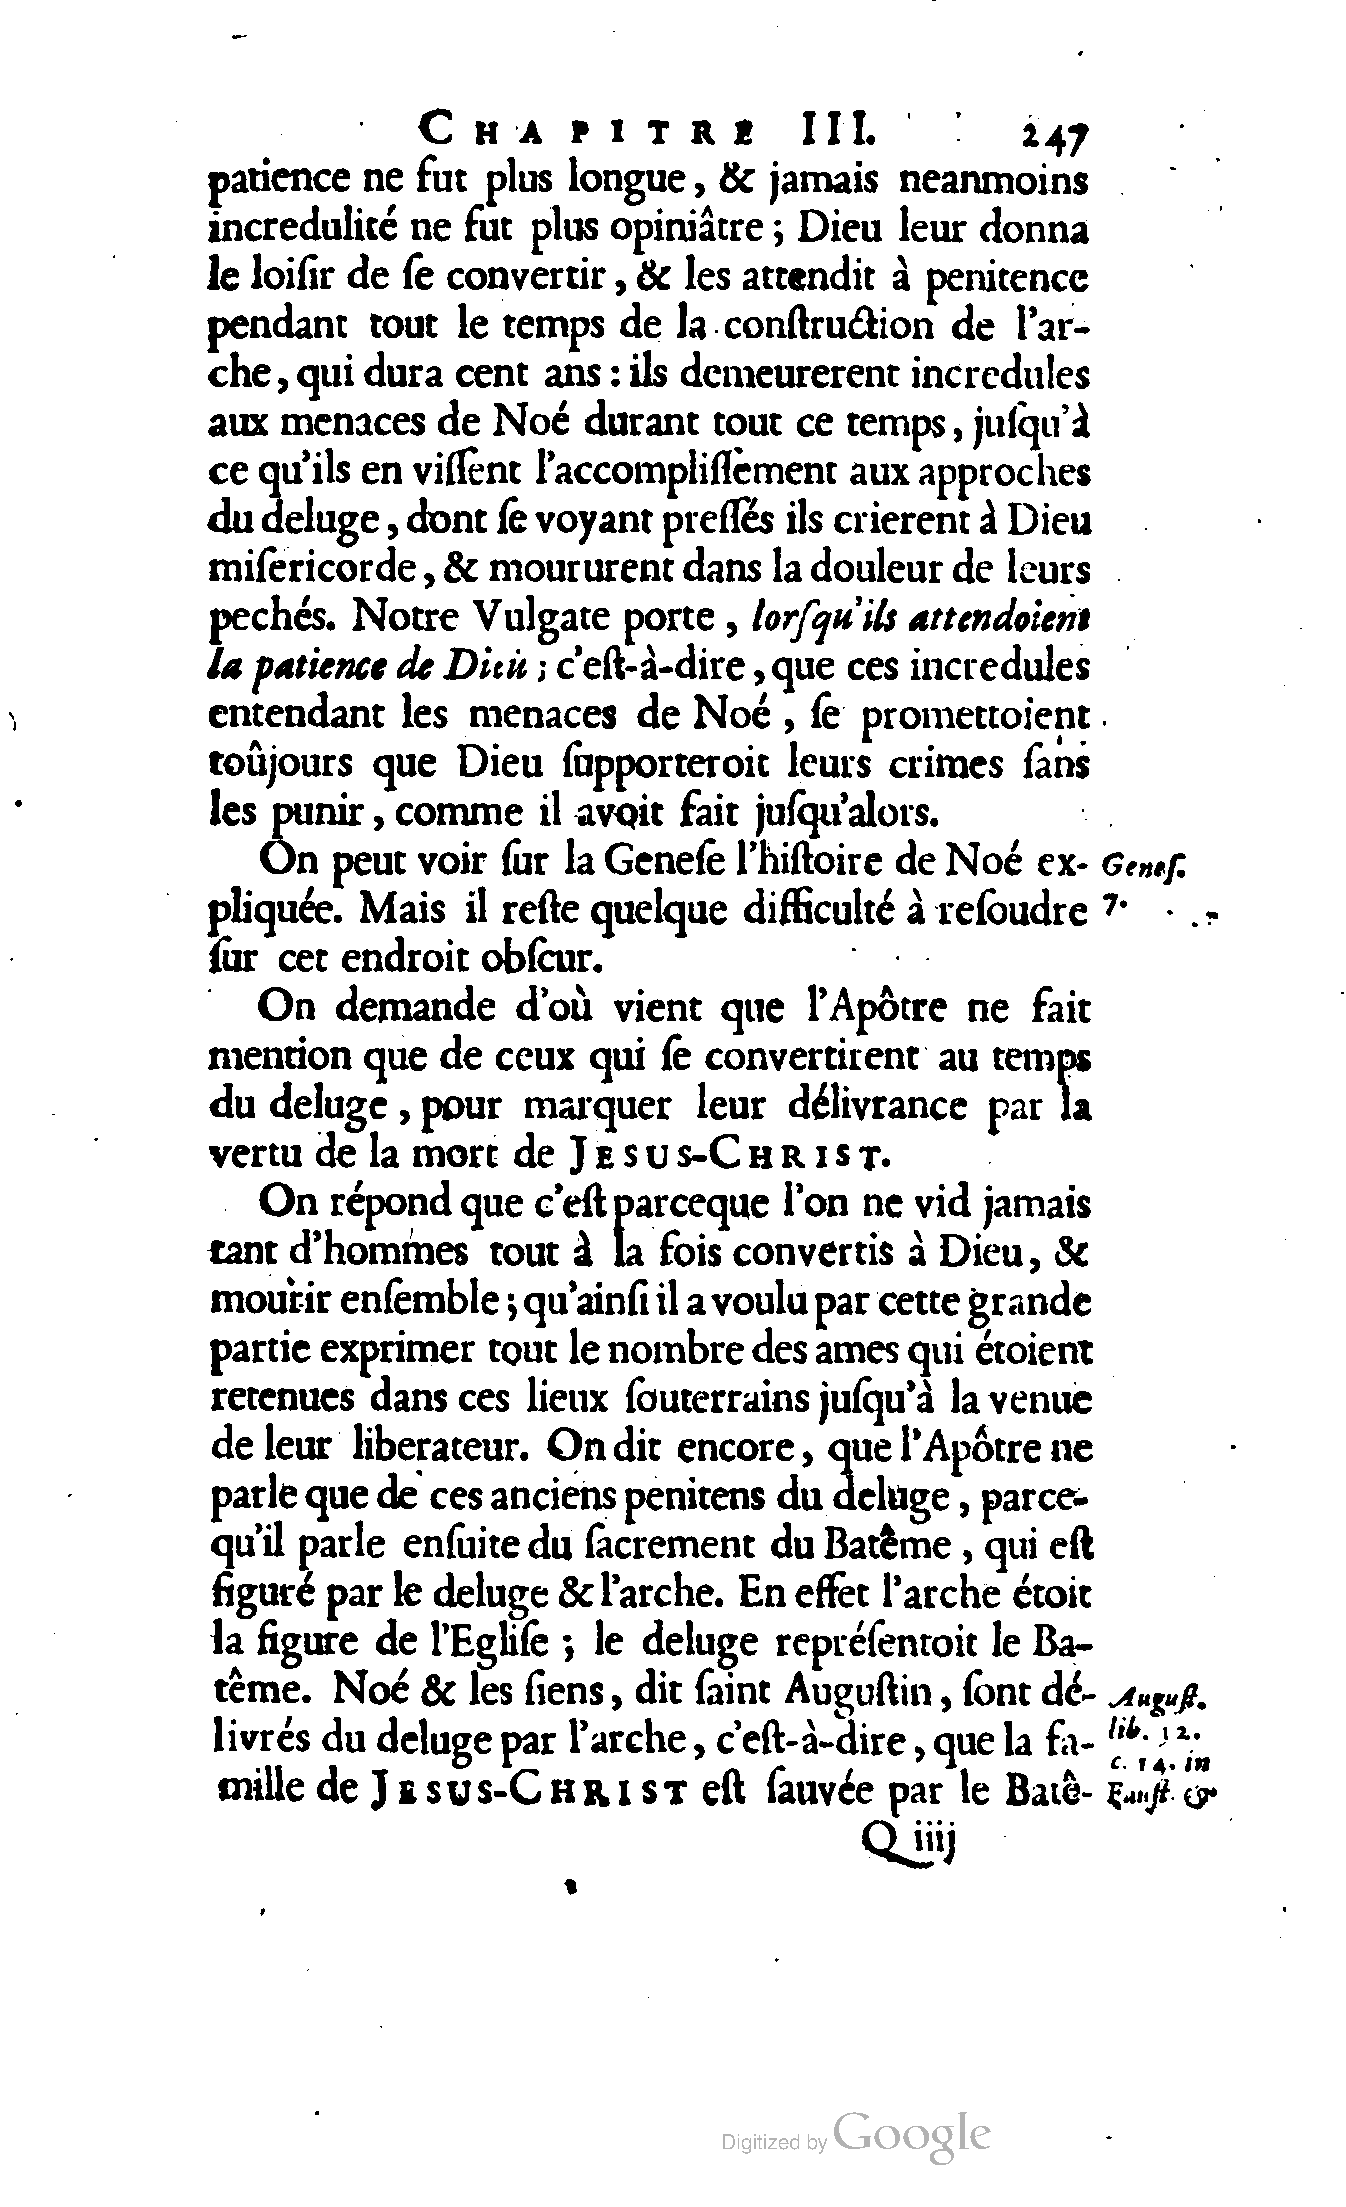 CHAPITRE III. 247
patience ne fut plus longue, & jamais neanmoins
incredulité ne fut plus opiniâtre ; Dieu leur donna
le loiſir de ſe convertir, & les attendit à penitence
pendant tout le temps de la conſtruction de l'ar-
che, qui dura cent ans : ils demeurerent incredules
aux menaces de Noé durant tout ce temps, juſqu'à
ce qu'ils en viſſent l'accompliſſement aux approches
du deluge, dont ſe voyant preſſés ils crierent à Dieu
miſericorde, & moururent dans la douleur de leurs
pechés. Notre Vulgate porte, lorſqu'ils attendoient
la patience de Dieu ; c'eſt-à-dire, que ces incredules
entendant les menaces de Noé, ſe promettoient
toûjours que Dieu ſupporteroit leurs crimes ſans
les punir, comme il avoit fait juſqu'alors.
On peut voir ſur la Geneſe l'hiſtoire de Noé ex- Geneſ.
pliquée. Mais il reſte quelque difficulté à reſoudre 7.
ſur cet endroit obſcur.
On demande d'où vient que l'Apôtre ne fait
mention que de ceux qui ſe convertirent au temps
du deluge, pour marquer leur délivrance par la
vertu de la mort de JESUS-CHRIST.
On répond que c'eſt parceque l'on ne vid jamais
tant d'hommes tout à la fois convertis à Dieu, &
mourir enſemble ; qu'ainſi il a voulu par cette grande
partie exprimer tout le nombre des ames qui étoient
retenues dans ces lieux ſouterrains juſqu'à la venue
de leur liberateur. On dit encore, que l'Apôtre ne
parle que de ces anciens penitens du deluge, parce-
qu'il parle enſuite du ſacrement du Batême, qui eſt
figuré par le deluge & l'arche. En effet l'arche étoit
la figure de l'Egliſe ; le deluge repréſentoit le Ba-
tême. Noé & les ſiens, dit ſaint Auguſtin, ſont dé- Auguſt.
livrés du deluge par l'arche, c'eſt-à-dire, que la fa- lib. 12.
c. 14. in
mille de JESUS-CHRIST eſt ſauvée par le Batê- Fauſt. &
Q iiij
Digitized by Google